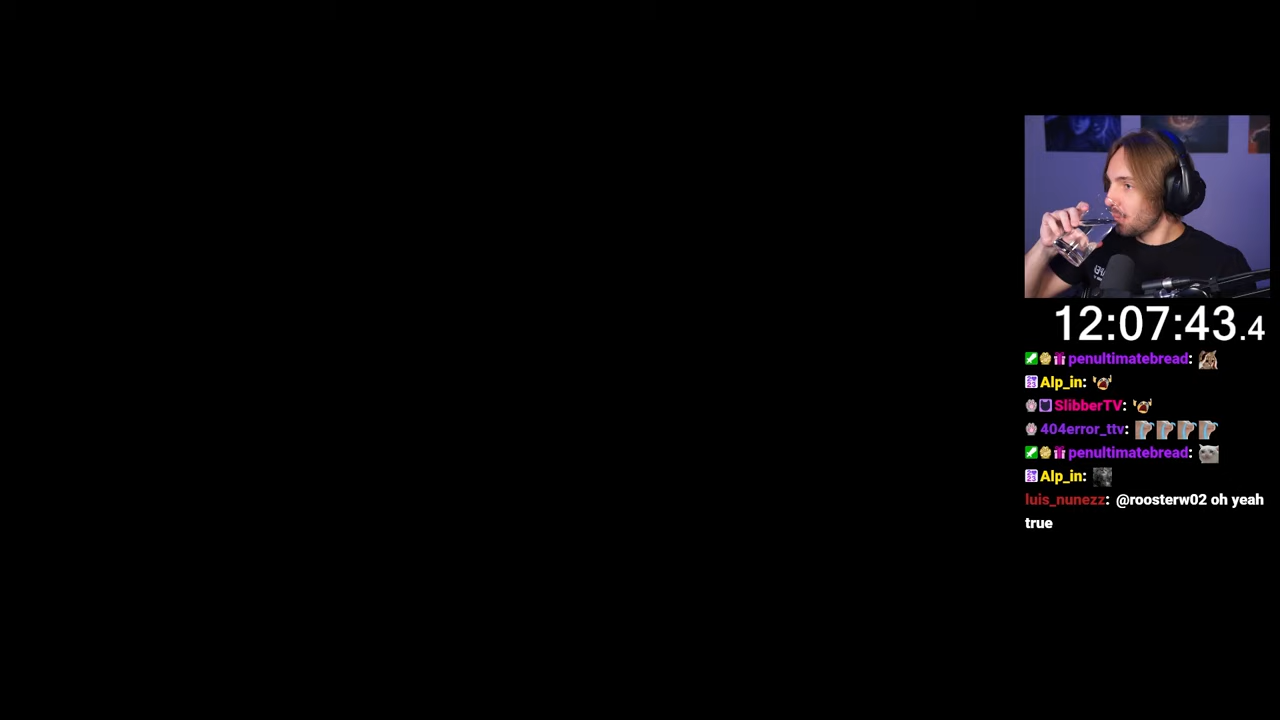 12:07:43.4
penultimatebread:
Alp_in:
SlibberTV:
404error_ttv:
penultimatebread:
Alp_in:
luis_nunezz: @roosterw02 oh yeah
true